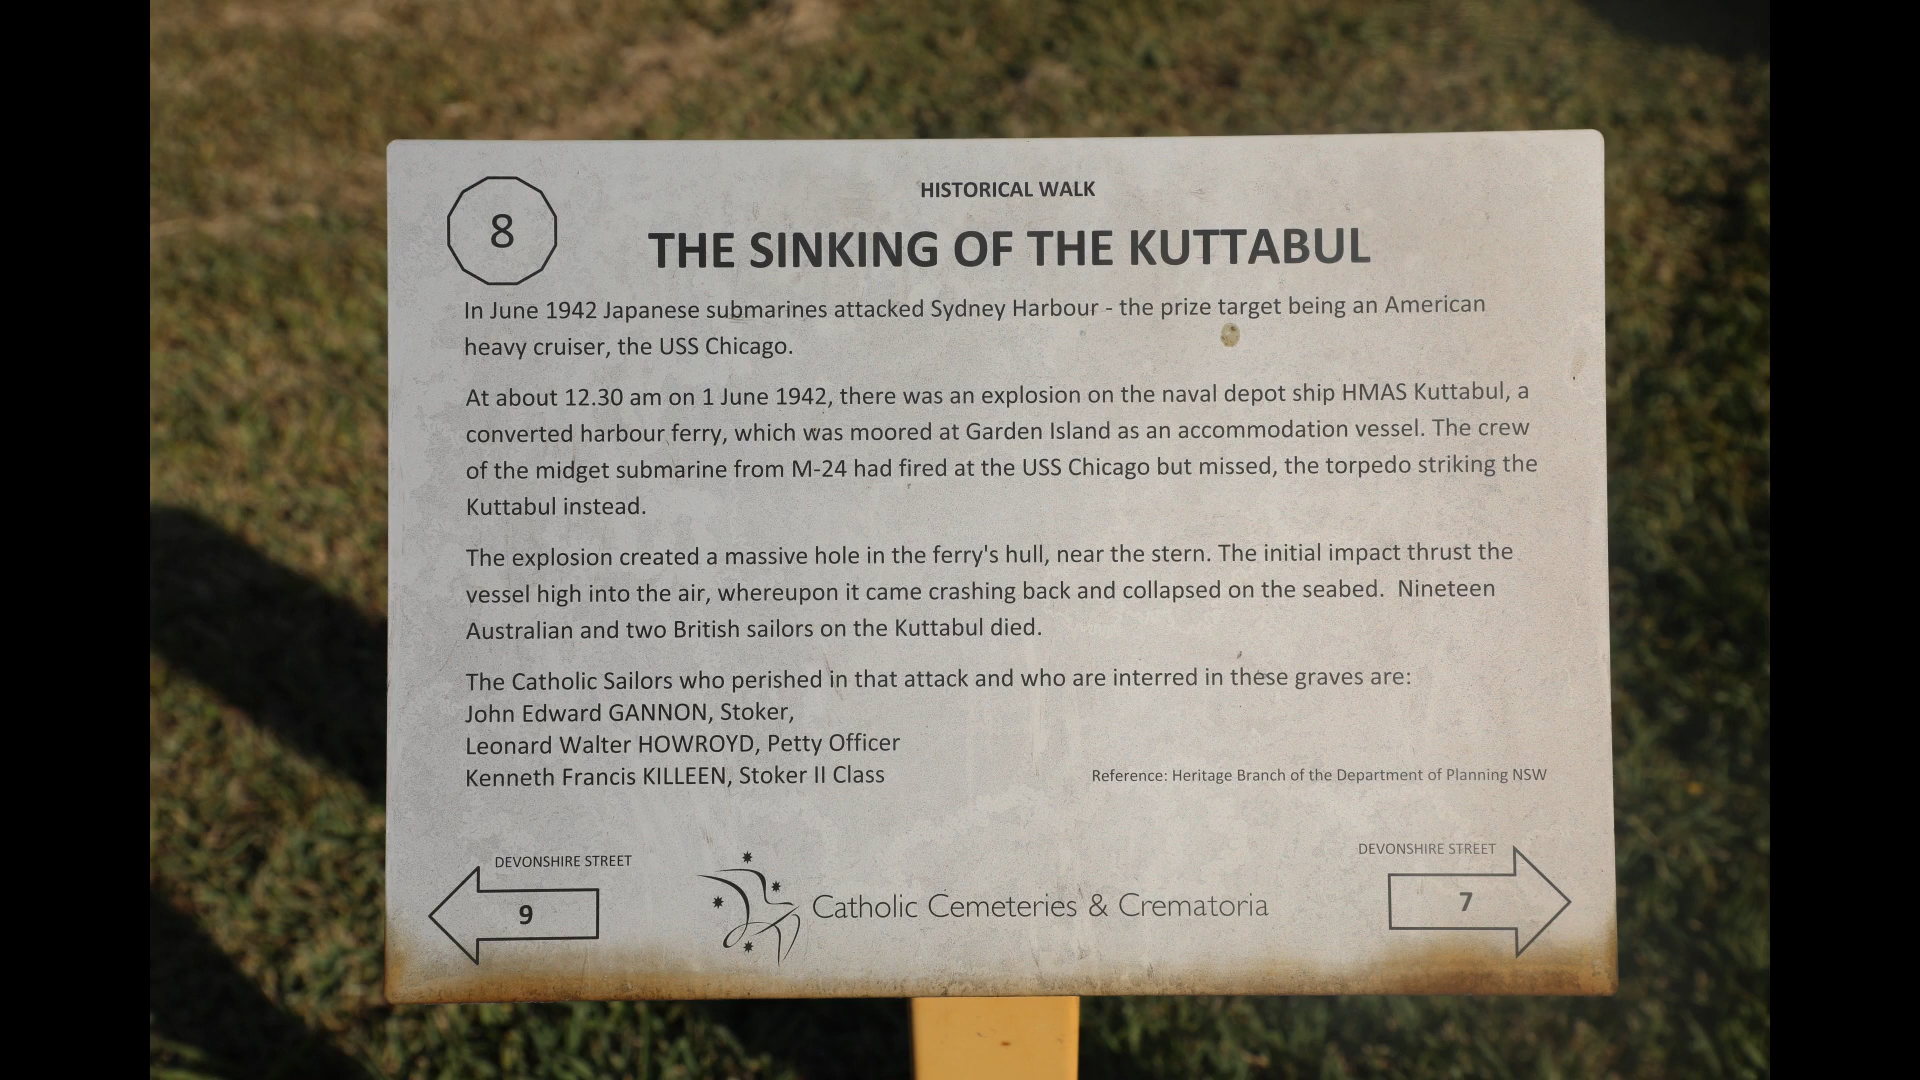 8
HISTORICAL WALK
THE SINKING OF THE KUTTABUL
In June 1942 Japanese submarines attacked Sydney Harbour - the prize target being an American
heavy cruiser, the USS Chicago.
At about 12.30 am on 1 June 1942, there was an explosion on the naval depot ship HMAS Kuttabul, a
converted harbour ferry, which was moored at Garden Island as an accommodation vessel. The crew
of the midget submarine from M-24 had fired at the USS Chicago but missed, the torpedo striking the
Kuttabul instead.
The explosion created a massive hole in the ferry's hull, near the stern. The initial impact thrust the
vessel high into the air, whereupon it came crashing back and collapsed on the seabed.  Nineteen
Australian and two British sailors on the Kuttabul died.
The Catholic Sailors who perished in that attack and who are interred in these graves are:
John Edward GANNON, Stoker,
Leonard Walter HOWROYD, Petty Officer
Kenneth Francis KILLEEN, Stoker II Class
Reference: Heritage Branch of the Department of Planning NSW
DEVONSHIRE STREET
9
Catholic Cemeteries & Crematoria
DEVONSHIRE STREET
7